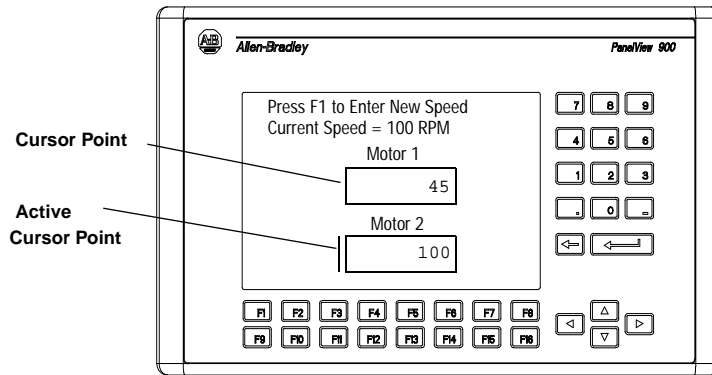 AB Allen-Bradley PanelView 900
Press F1 to Enter New Speed
Current Speed = 100 RPM
Cursor Point
Motor 1
45
Active
Cursor Point
Motor 2
100
7 8 9
4 5 6
1 2 3
. 0 -
F1 F2 F3 F4 F5 F6 F7 F8
F9 F10 F11 F12 F13 F14 F15 F16